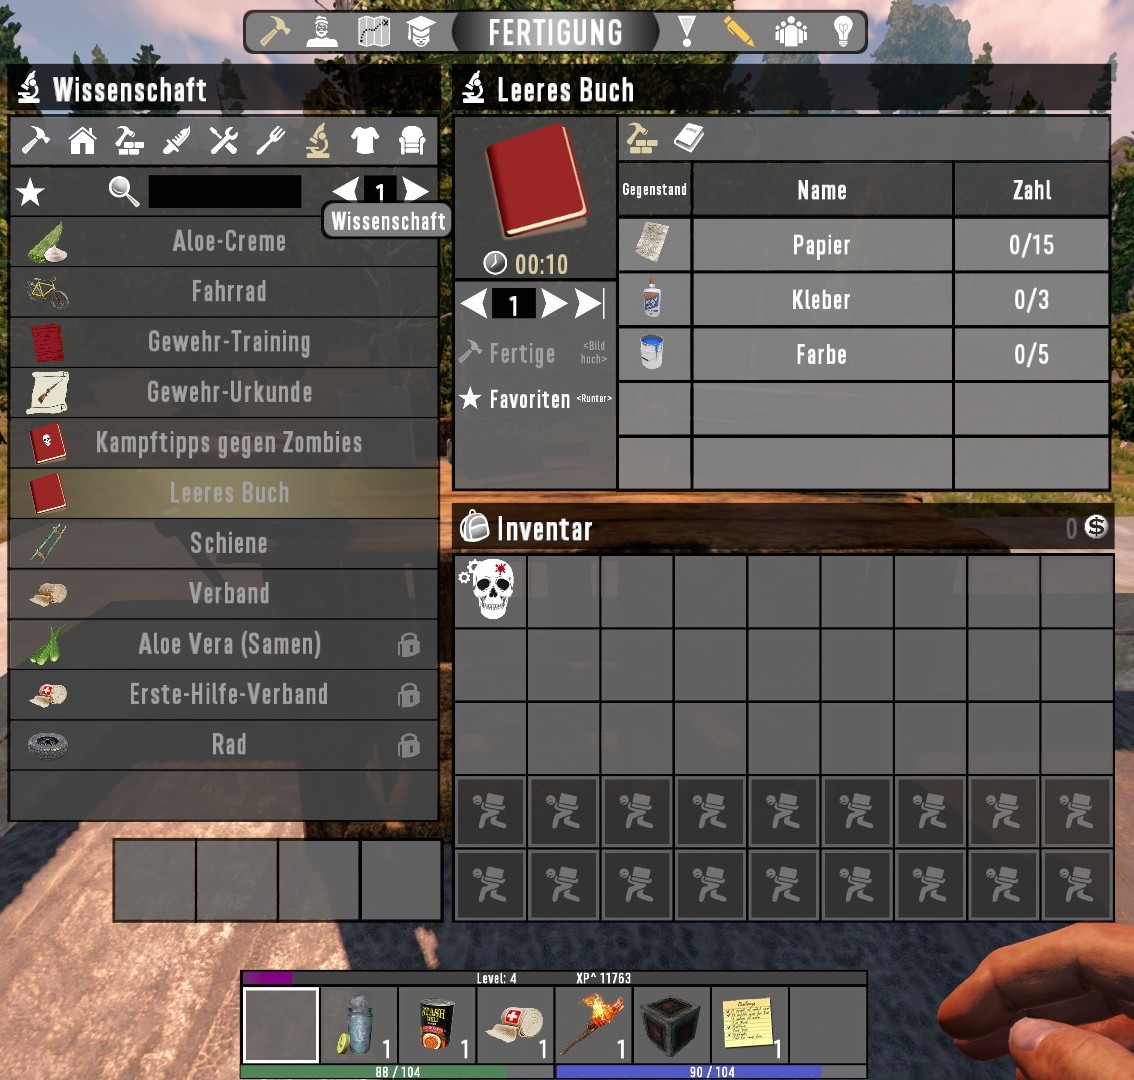 FERTIGUNG
Wissenschaft
1
Wissenschaft
Aloe-Creme
Fahrrad
Gewehr-Training
Gewehr-Urkunde
Kampftipps gegen Zombies
Leeres Buch
Schiene
Verband
Aloe Vera (Samen)
Erste-Hilfe-Verband
Rad
Leeres Buch
00:10
1
Fertige <Bild
hoch>
Favoriten <Runter>
Gegenstand Name Zahl
Papier 0/15
Kleber 0/3
Farbe 0/5
Inventar 0
Level: 4 XP^ 11763
1 1 1 1 1
88 / 104 90 / 104